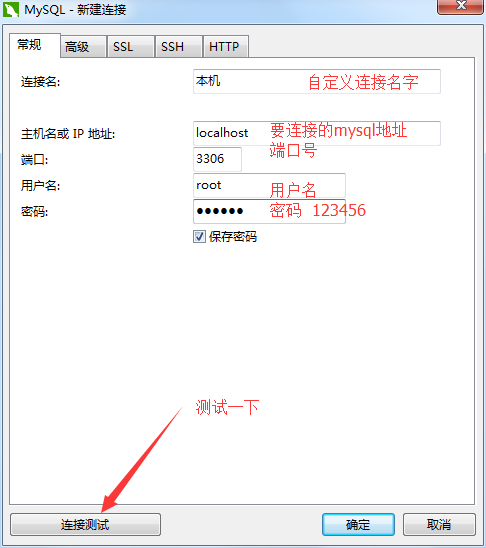 MySQL - 新建连接
常规 高级 SSL SSH HTTP
连接名: 本机 自定义连接名字
主机名或 IP 地址: localhost 要连接的mysql地址
端口: 3306 端口号
用户名: root 用户名
密码: ●●●●●● 密码 123456
保存密码
测试一下
连接测试 确定 取消